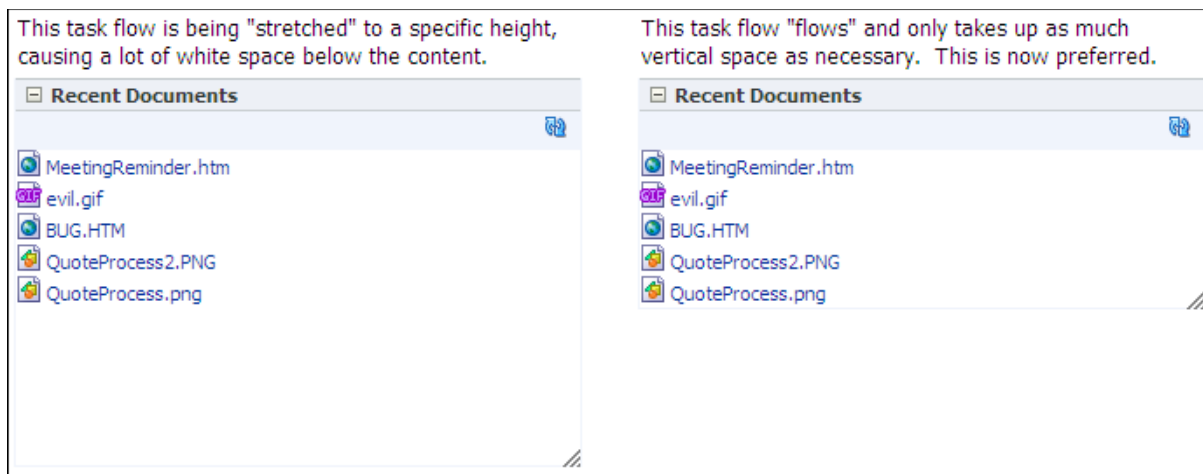 This task flow is being "stretched" to a specific height,
causing a lot of white space below the content.
Recent Documents
MeetingReminder.htm
GIF evil.gif
BUG.HTM
QuoteProcess2.PNG
QuoteProcess.png
This task flow "flows" and only takes up as much
vertical space as necessary.  This is now preferred.
Recent Documents
MeetingReminder.htm
GIF evil.gif
BUG.HTM
QuoteProcess2.PNG
QuoteProcess.png